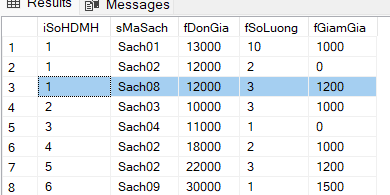 Results Messages
iSoHDMH sMaSach fDonGia fSoLuong fGiamGia
1 1 Sach01 13000 10 1000
2 1 Sach02 12000 2 0
3 1 Sach08 12000 3 1200
4 2 Sach03 10000 3 1000
5 3 Sach04 11000 1 0
6 4 Sach02 18000 2 1000
7 5 Sach02 22000 3 1200
8 6 Sach09 30000 1 1500